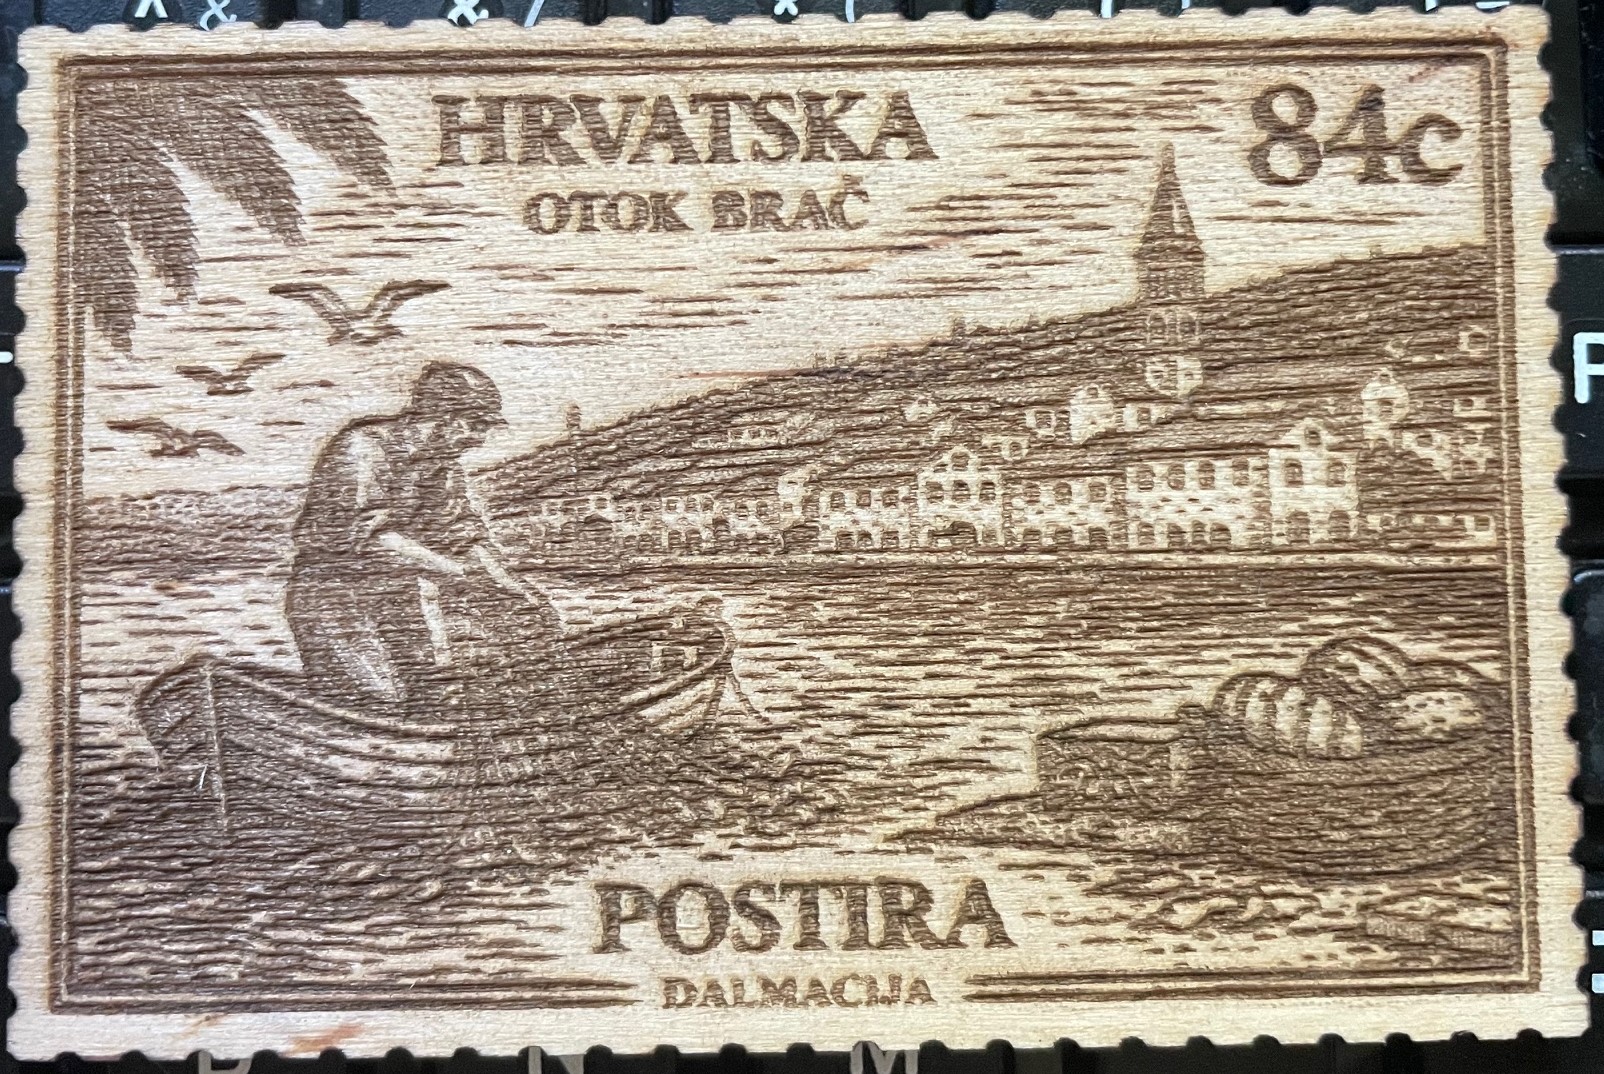 HRVATSKA
84c
OTOK BRAČ
POSTIRA
DALMACIJA